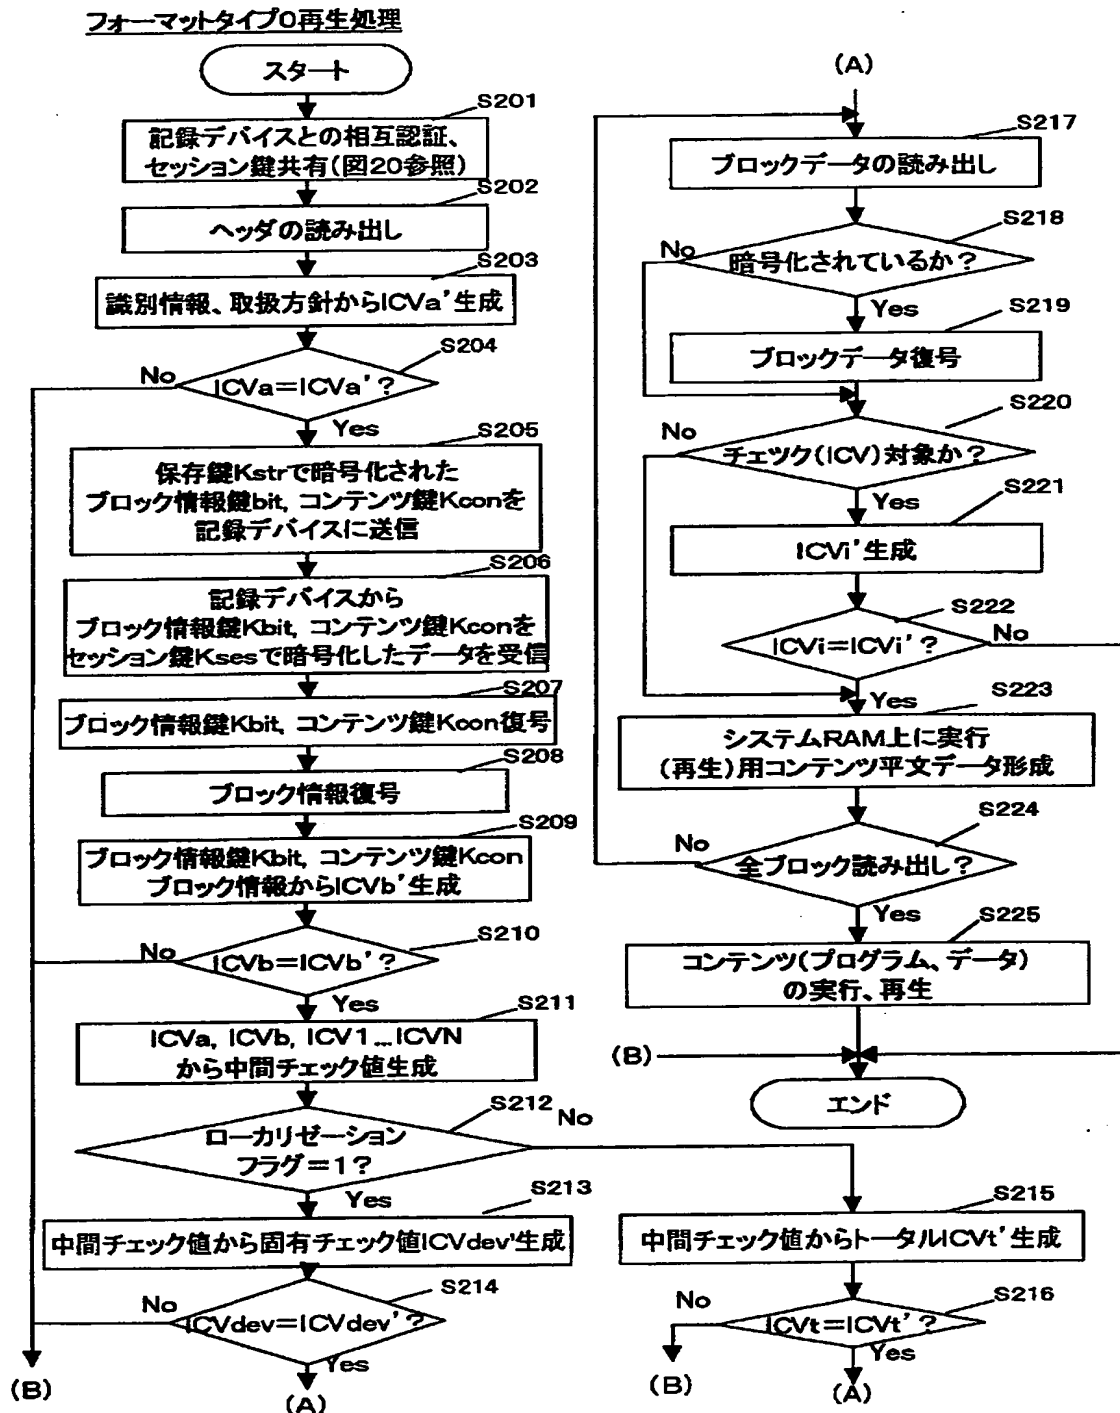 フォーマットタイプ0再生処理
スタート
S201
記録デバイスとの相互認証、
セッション鍵共有(図20参照)
S202
ヘッダの読み出し
S203
識別情報、取扱方針からICVa'生成
S204
ICVa=ICVa'?
No
Yes
S205
保存鍵Kstrで暗号化された
ブロック情報鍵bit, コンテンツ鍵Kconを
記録デバイスに送信
S206
記録デバイスから
ブロック情報鍵Kbit, コンテンツ鍵Kconを
セッション鍵Ksesで暗号化したデータを受信
S207
ブロック情報鍵Kbit, コンテンツ鍵Kcon復号
S208
ブロック情報復号
S209
ブロック情報鍵Kbit, コンテンツ鍵Kcon
ブロック情報からICVb'生成
S210
No
ICVb=ICVb'?
Yes
S211
ICVa, ICVb, ICV1...ICVN
から中間チェック値生成
S212
No
ローカリゼーション
フラグ=1?
Yes
S213
中間チェック値から固有チェック値ICVdev'生成
S214
No
ICVdev=ICVdev'?
Yes
(B)
(A)
S215
中間チェック値からトータルICVt'生成
S216
No
ICVt=ICVt'?
Yes
(B)
(A)
(A)
S217
ブロックデータの読み出し
S218
No
暗号化されているか?
Yes
S219
ブロックデータ復号
S220
No
チェツク(ICV)対象か?
Yes
S221
ICVi'生成
S222
ICVi=ICVi'?
No
Yes
S223
システムRAM上に実行
(再生)用コンテンツ平文データ形成
S224
No
全ブロック読み出し?
Yes
S225
コンテンツ(プログラム、データ)
の実行、再生
(B)
エンド